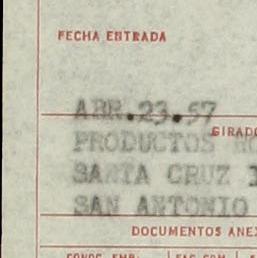 FECHA ENTRADA
ABR.23.57
GIRADO
PRODUCTOS
SANTA CRUZ
SAN ANTONIO
DOCUMENTOS ANEX